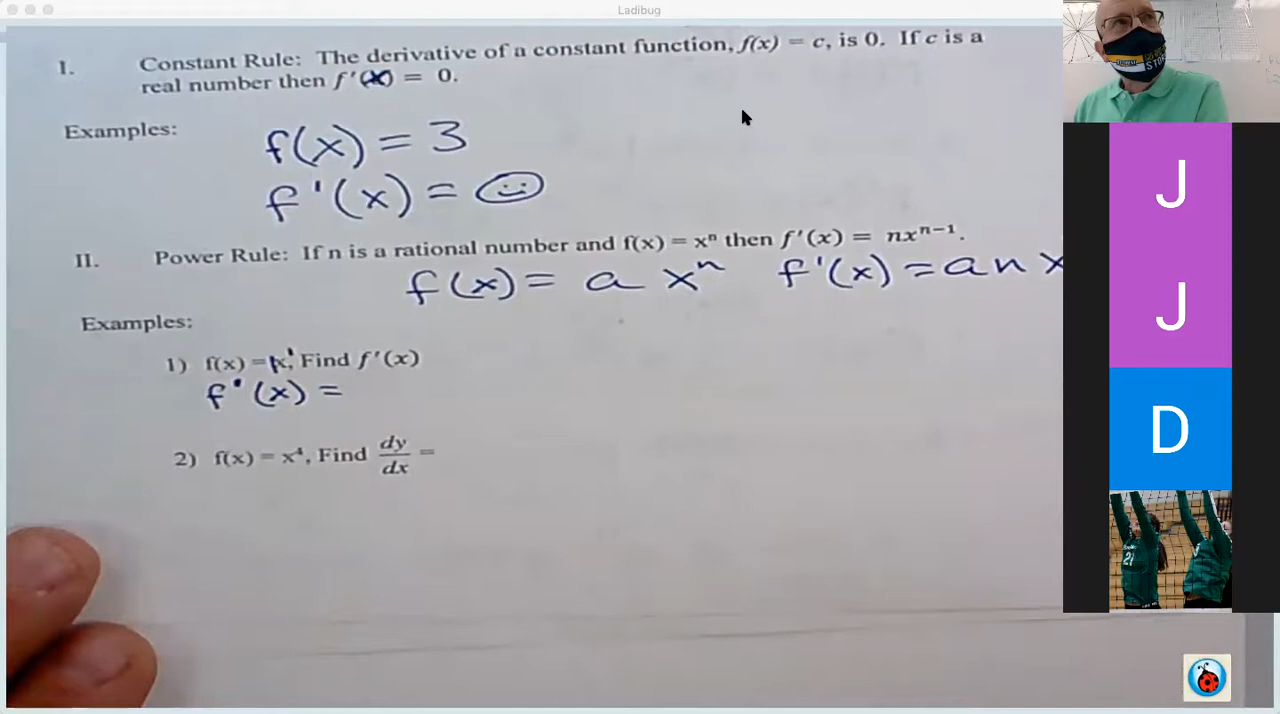 Ladibug
I. Constant Rule: The derivative of a constant function, f(x) = c, is 0. If c is a
real number then f'(x) = 0.
Examples:
f(x) = 3
f'(x) =
II. Power Rule: If n is a rational number and f(x) = xⁿ then f'(x) = nxⁿ⁻¹.
f(x) = a xⁿ f'(x) = a n x
Examples:
1) f(x) = 1x¹, Find f'(x)
f'(x) =
2) f(x) = x⁴, Find dy/dx =
J
J
D
21